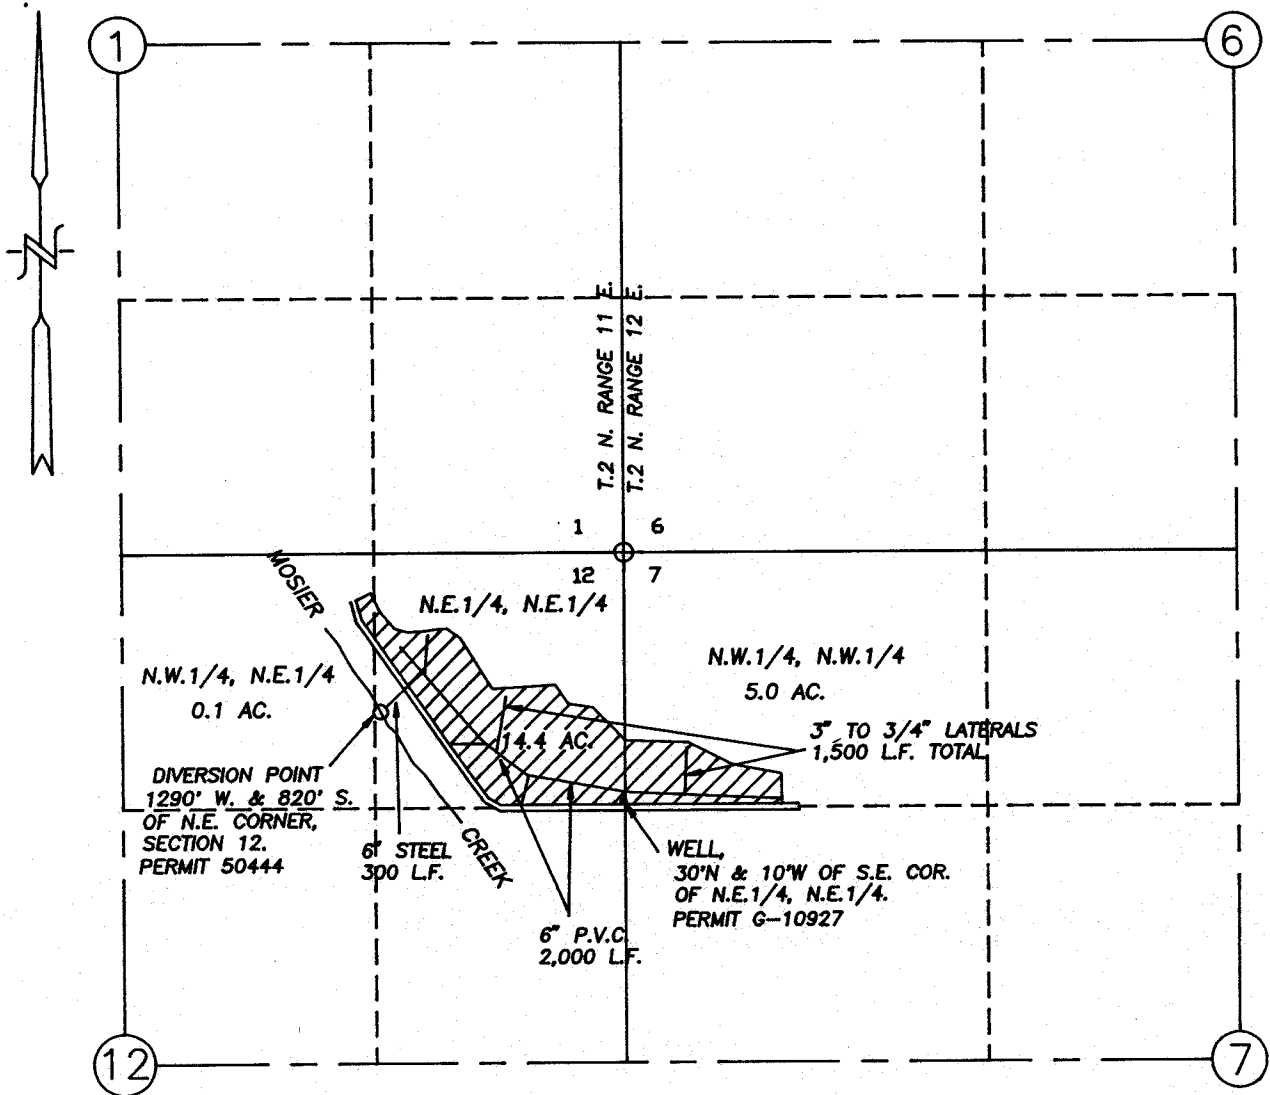 1
6
N
T.2 N. RANGE 11 E.
T.2 N. RANGE 12 E.
1
6
12
7
MOSIER
CREEK
N.E.1/4, N.E.1/4
N.W.1/4, N.E.1/4
0.1 AC.
N.W.1/4, N.W.1/4
5.0 AC.
14.4 AC.
3" TO 3/4" LATERALS
1,500 L.F. TOTAL
DIVERSION POINT
1290' W. & 820' S.
OF N.E. CORNER,
SECTION 12.
PERMIT 50444
6" STEEL
300 L.F.
WELL,
30'N & 10'W OF S.E. COR.
OF N.E.1/4, N.E.1/4.
PERMIT G-10927
6" P.V.C.
2,000 L.F.
12
7